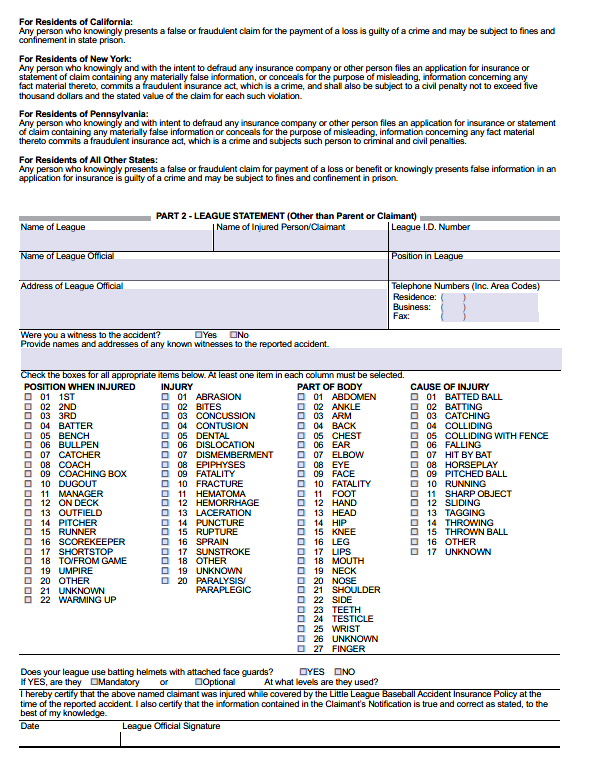 For Residents of California:
Any person who knowingly presents a false or fraudulent claim for the payment of a loss is guilty of a crime and may be subject to fines and
confinement in state prison.
For Residents of New York:
Any person who knowingly and with the intent to defraud any insurance company or other person files an application for insurance or
statement of claim containing any materially false information, or conceals for the purpose of misleading, information concerning any
fact material thereto, commits a fraudulent insurance act, which is a crime, and shall also be subject to a civil penalty not to exceed five
thousand dollars and the stated value of the claim for each such violation.
For Residents of Pennsylvania:
Any person who knowingly and with intent to defraud any insurance company or other person files an application for insurance or statement
of claim containing any materially false information, or conceals for the purpose of misleading, information concerning any fact material
thereto commits a fraudulent insurance act, which is a crime and subjects such person to criminal and civil penalties.
For Residents of All Other States:
Any person who knowingly presents a false or fraudulent claim for payment of a loss or benefit or knowingly presents false information in an
application for insurance is guilty of a crime and may be subject to fines and confinement in prison.
PART 2 - LEAGUE STATEMENT (Other than Parent or Claimant)
Name of League
Name of Injured Person/Claimant
League I.D. Number
Name of League Official
Position in League
Address of League Official
Telephone Numbers (Inc. Area Codes)
Residence: ( )
Business: ( )
Fax: ( )
Were you a witness to the accident? Yes No
Provide names and addresses of any known witnesses to the reported accident.
Check the boxes for all appropriate items below. At least one item in each column must be selected.
POSITION WHEN INJURED
01 1ST
02 2ND
03 3RD
04 BATTER
05 BENCH
06 BULLPEN
07 CATCHER
08 COACH
09 COACHING BOX
10 DUGOUT
11 MANAGER
12 ON DECK
13 OUTFIELD
14 PITCHER
15 RUNNER
16 SCOREKEEPER
17 SHORTSTOP
18 TO/FROM GAME
19 UMPIRE
20 OTHER
21 UNKNOWN
22 WARMING UP
INJURY
01 ABRASION
02 BITES
03 CONCUSSION
04 CONTUSION
05 DENTAL
06 DISLOCATION
07 DISMEMBERMENT
08 EPIPHYSES
09 FATALITY
10 FRACTURE
11 HEMATOMA
12 HEMORRHAGE
13 LACERATION
14 PUNCTURE
15 RUPTURE
16 SPRAIN
17 SUNSTROKE
18 OTHER
19 UNKNOWN
20 PARALYSIS/
PARAPLEGIC
PART OF BODY
01 ABDOMEN
02 ANKLE
03 ARM
04 BACK
05 CHEST
06 EAR
07 ELBOW
08 EYE
09 FACE
10 FATALITY
11 FOOT
12 HAND
13 HEAD
14 HIP
15 KNEE
16 LEG
17 LIPS
18 MOUTH
19 NECK
20 NOSE
21 SHOULDER
22 SIDE
23 TEETH
24 TESTICLE
25 WRIST
26 UNKNOWN
27 FINGER
CAUSE OF INJURY
01 BATTED BALL
02 BATTING
03 CATCHING
04 COLLIDING
05 COLLIDING WITH FENCE
06 FALLING
07 HIT BY BAT
08 HORSEPLAY
09 PITCHED BALL
10 RUNNING
11 SHARP OBJECT
12 SLIDING
13 TAGGING
14 THROWING
15 THROWN BALL
16 OTHER
17 UNKNOWN
Does your league use batting helmets with attached face guards? YES NO
If YES, are they Mandatory or Optional At what levels are they used?
I hereby certify that the above named claimant was injured while covered by the Little League Baseball Accident Insurance Policy at the
time of the reported accident. I also certify that the information contained in the Claimant's Notification is true and correct as stated, to the
best of my knowledge.
Date
League Official Signature